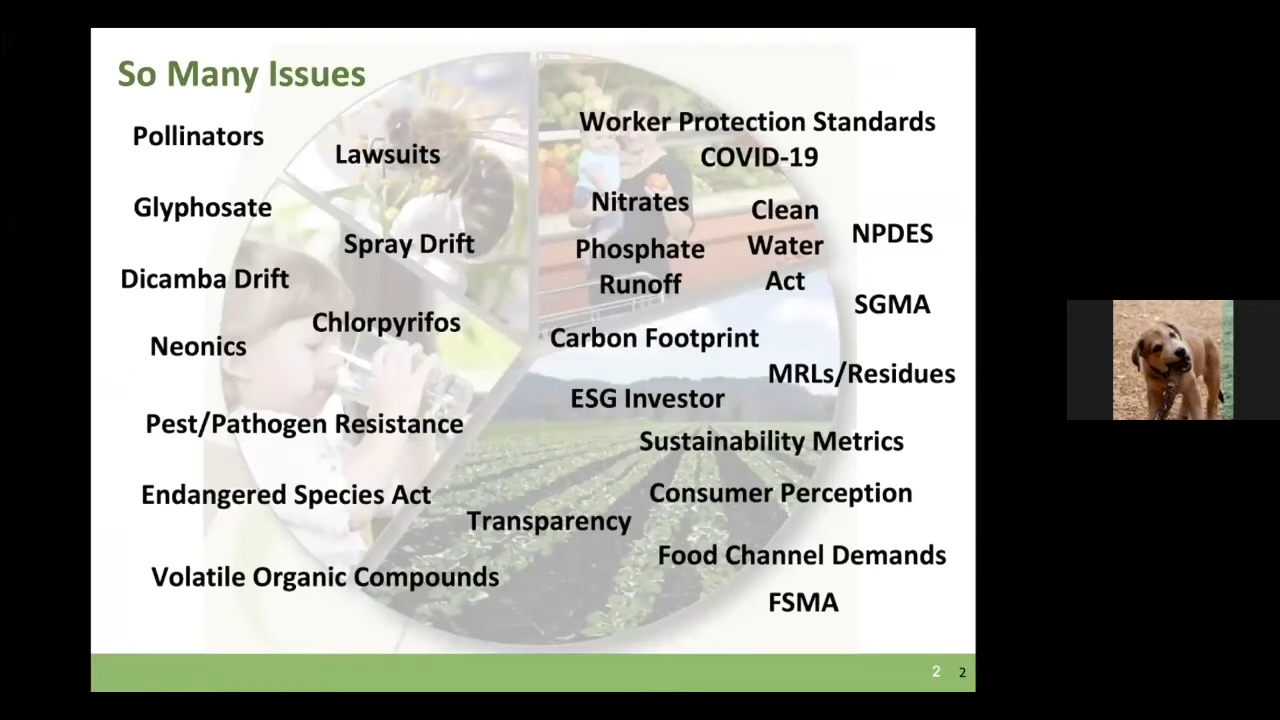 So Many Issues
Pollinators
Lawsuits
Glyphosate
Spray Drift
Dicamba Drift
Chlorpyrifos
Neonics
Pest/Pathogen Resistance
Endangered Species Act
Transparency
Volatile Organic Compounds
Worker Protection Standards
COVID-19
Nitrates
Phosphate
Runoff
Clean
Water
Act
NPDES
SGMA
Carbon Footprint
MRLs/Residues
ESG Investor
Sustainability Metrics
Consumer Perception
Food Channel Demands
FSMA
2 2